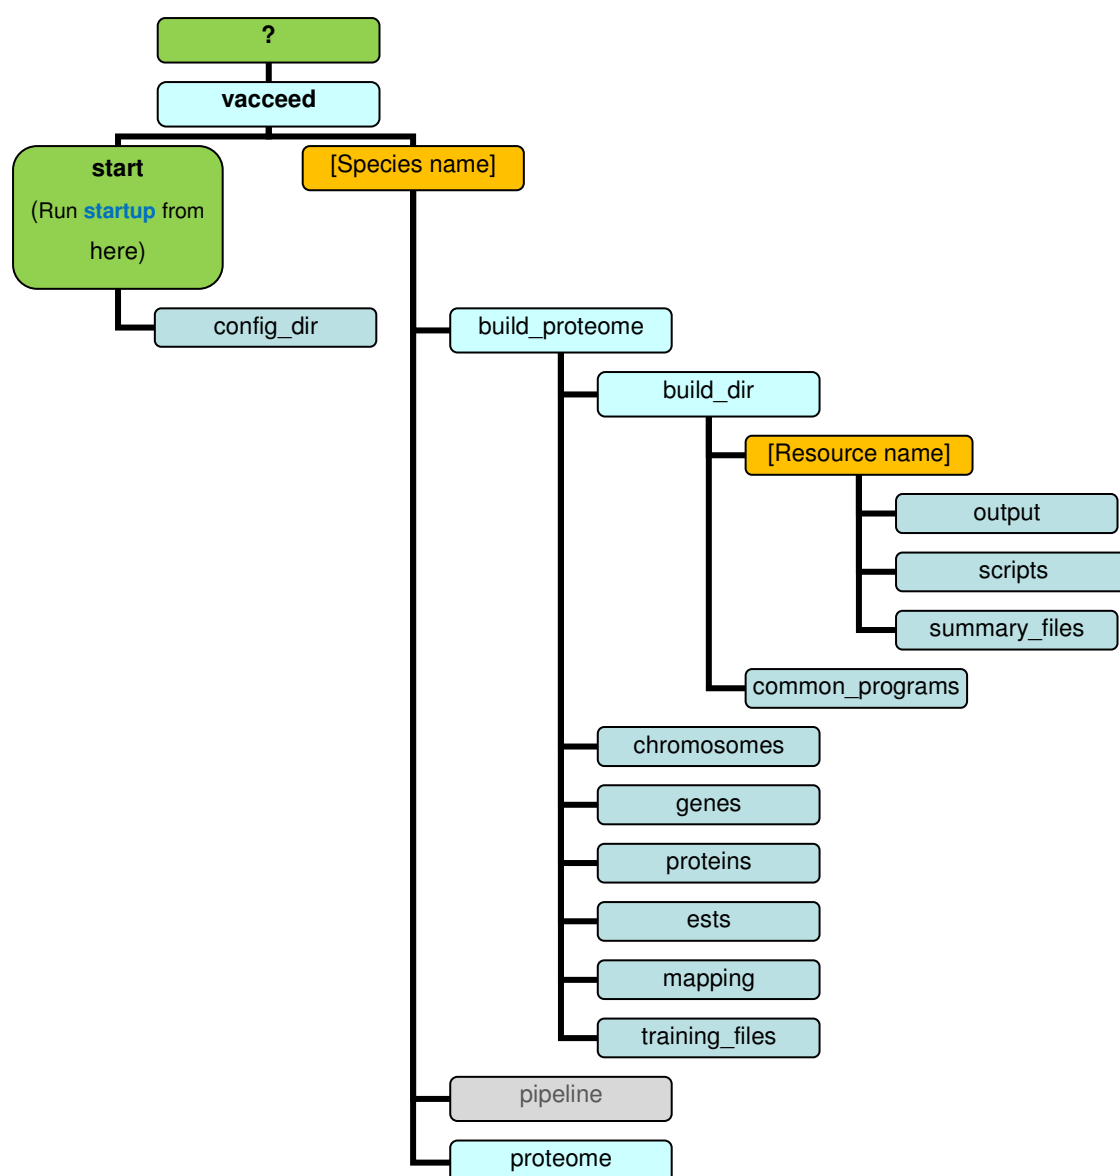 ?
vacceed
start
(Run startup from
here)
[Species name]
config_dir
build_proteome
build_dir
[Resource name]
output
scripts
summary_files
common_programs
chromosomes
genes
proteins
ests
mapping
training_files
pipeline
proteome